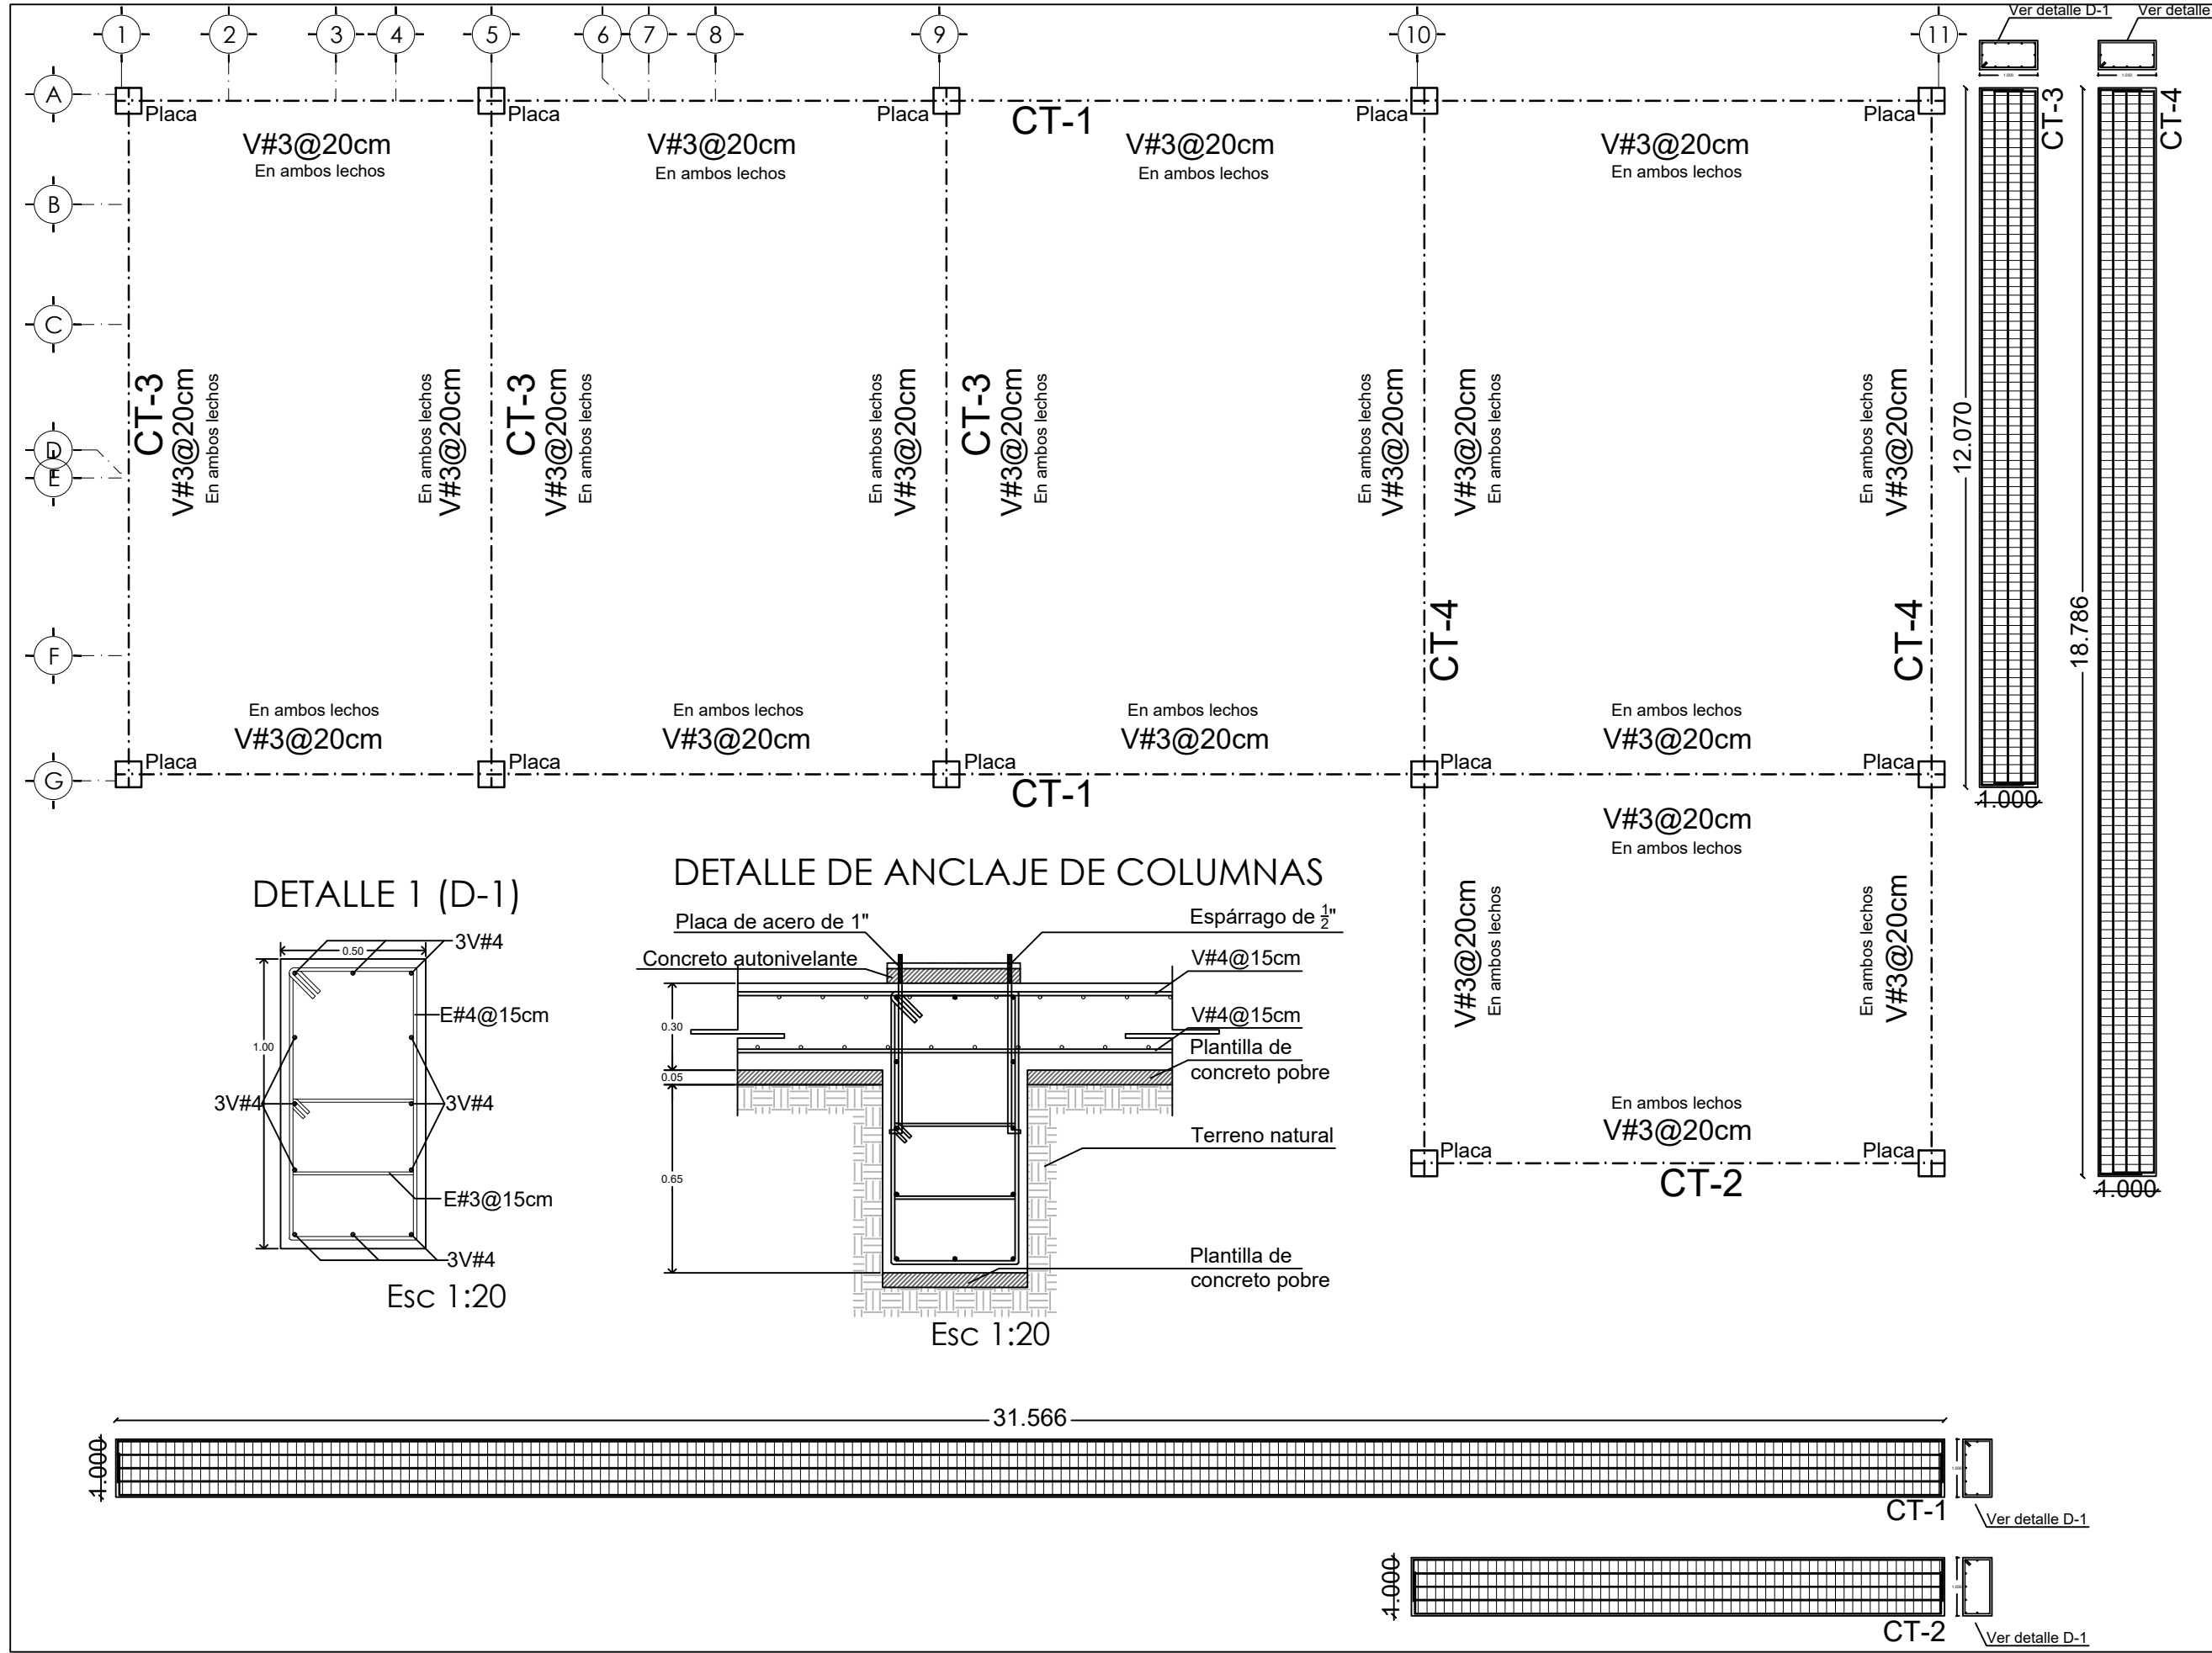 1
2
3
4
5
6
7
8
9
10
11
Ver detalle D-1
Ver detalle
A
B
C
D
E
F
G
Placa
Placa
Placa
Placa
Placa
CT-1
V#3@20cm
En ambos lechos
V#3@20cm
En ambos lechos
V#3@20cm
En ambos lechos
V#3@20cm
En ambos lechos
CT-3
V#3@20cm
En ambos lechos
En ambos lechos
V#3@20cm
CT-3
V#3@20cm
En ambos lechos
En ambos lechos
V#3@20cm
CT-3
V#3@20cm
En ambos lechos
En ambos lechos
V#3@20cm
V#3@20cm
En ambos lechos
En ambos lechos
V#3@20cm
CT-4
CT-4
En ambos lechos
V#3@20cm
En ambos lechos
V#3@20cm
En ambos lechos
V#3@20cm
En ambos lechos
V#3@20cm
Placa
Placa
Placa
Placa
Placa
CT-1
V#3@20cm
En ambos lechos
V#3@20cm
En ambos lechos
En ambos lechos
V#3@20cm
En ambos lechos
V#3@20cm
Placa
Placa
CT-2
1.000
CT-3
12.070
1.000
1.000
CT-4
18.786
1.000
DETALLE 1 (D-1)
0.50
3V#4
1.00
E#4@15cm
3V#4
3V#4
E#3@15cm
3V#4
Esc 1:20
DETALLE DE ANCLAJE DE COLUMNAS
Placa de acero de 1"
Espárrago de 1/2"
Concreto autonivelante
V#4@15cm
0.30
V#4@15cm
Plantilla de
concreto pobre
0.05
Terreno natural
0.65
Plantilla de
concreto pobre
Esc 1:20
31.566
1.000
1.000
CT-1
Ver detalle D-1
1.000
1.000
CT-2
Ver detalle D-1